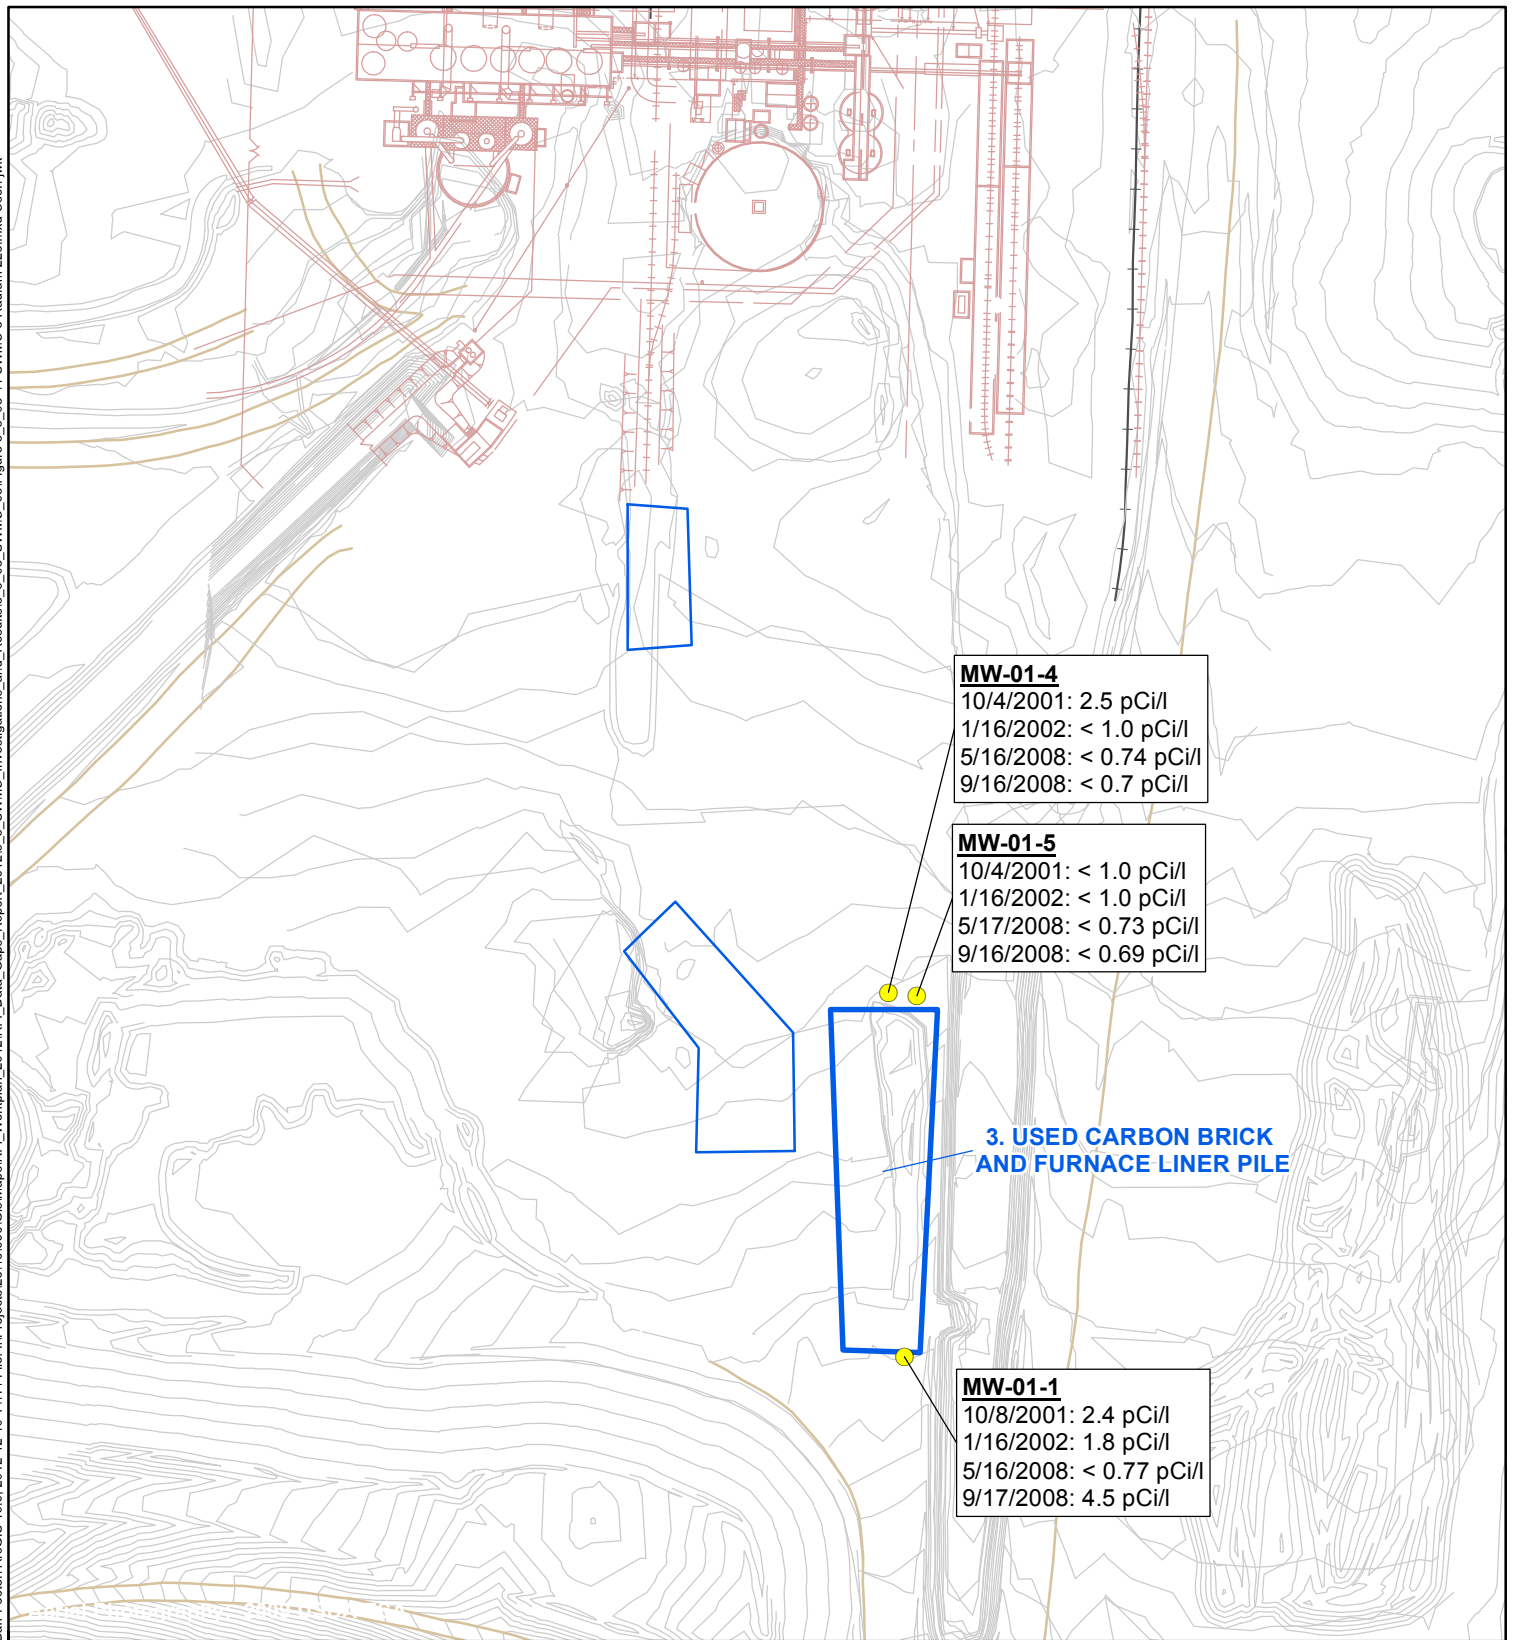 MW-01-4
10/4/2001: 2.5 pCi/l
1/16/2002: < 1.0 pCi/l
5/16/2008: < 0.74 pCi/l
9/16/2008: < 0.7 pCi/l
MW-01-5
10/4/2001: < 1.0 pCi/l
1/16/2002: < 1.0 pCi/l
5/17/2008: < 0.73 pCi/l
9/16/2008: < 0.69 pCi/l
3. USED CARBON BRICK
AND FURNACE LINER PILE
MW-01-1
10/8/2001: 2.4 pCi/l
1/16/2002: 1.8 pCi/l
5/16/2008: < 0.77 pCi/l
9/17/2008: 4.5 pCi/l